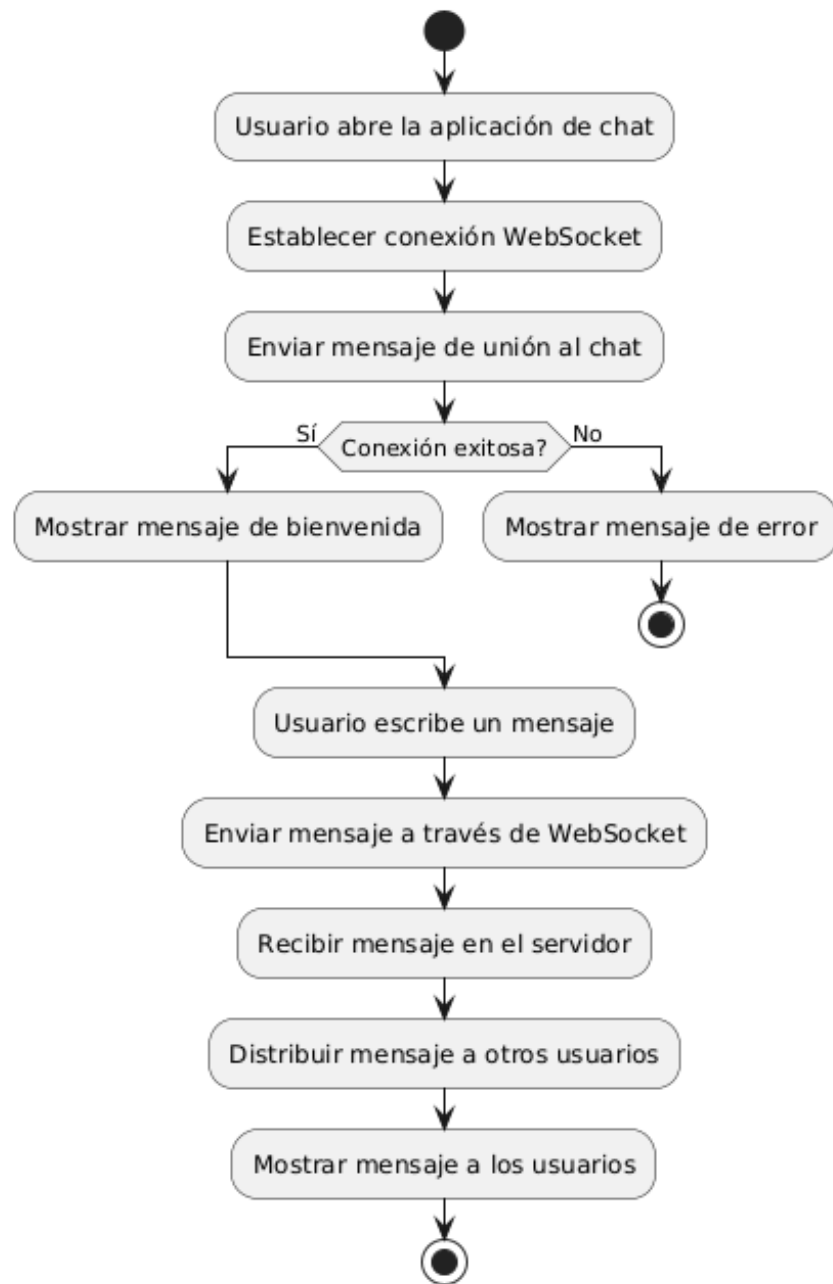 Usuario abre la aplicación de chat
Establecer conexión WebSocket
Enviar mensaje de unión al chat
Sí
Conexión exitosa?
No
Mostrar mensaje de bienvenida
Mostrar mensaje de error
Usuario escribe un mensaje
Enviar mensaje a través de WebSocket
Recibir mensaje en el servidor
Distribuir mensaje a otros usuarios
Mostrar mensaje a los usuarios